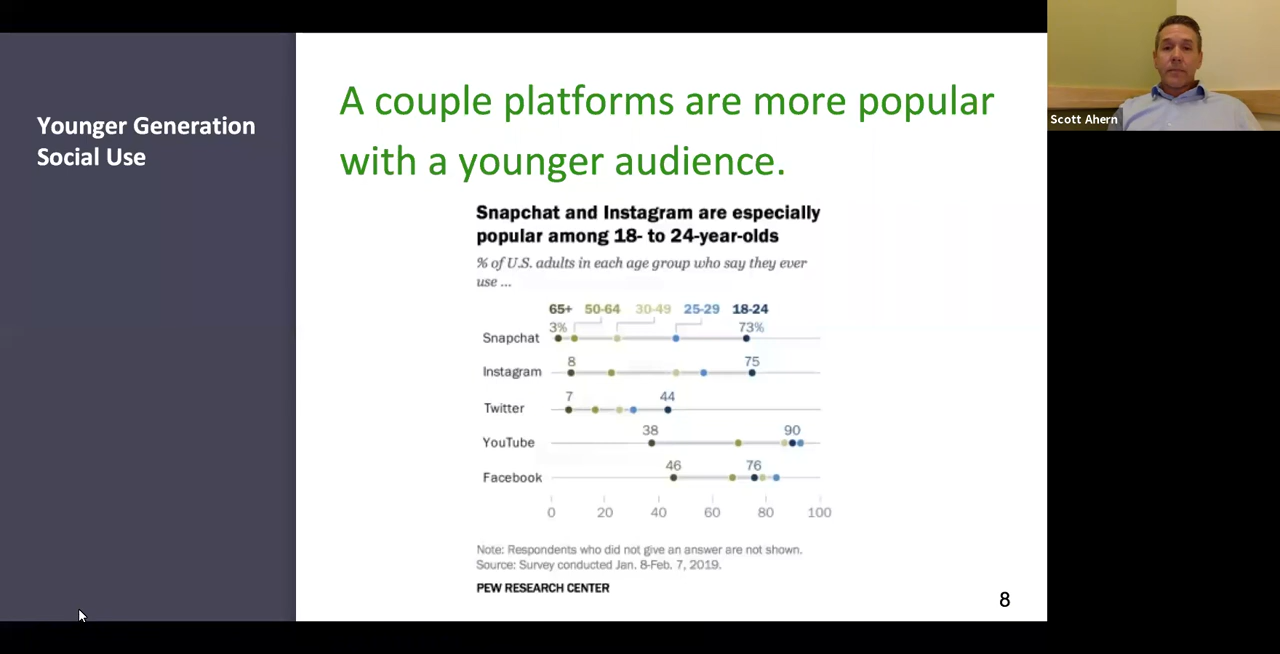 Younger Generation
Social Use
A couple platforms are more popular
with a younger audience.
Snapchat and Instagram are especially
popular among 18- to 24-year-olds
% of U.S. adults in each age group who say they ever
use ...
65+ 50-64 30-49 25-29 18-24
3% 73%
Snapchat
8 75
Instagram
7 44
Twitter
38 90
YouTube
46 76
Facebook
0 20 40 60 80 100
Note: Respondents who did not give an answer are not shown.
Source: Survey conducted Jan. 8-Feb. 7, 2019.
PEW RESEARCH CENTER
8
Scott Ahern